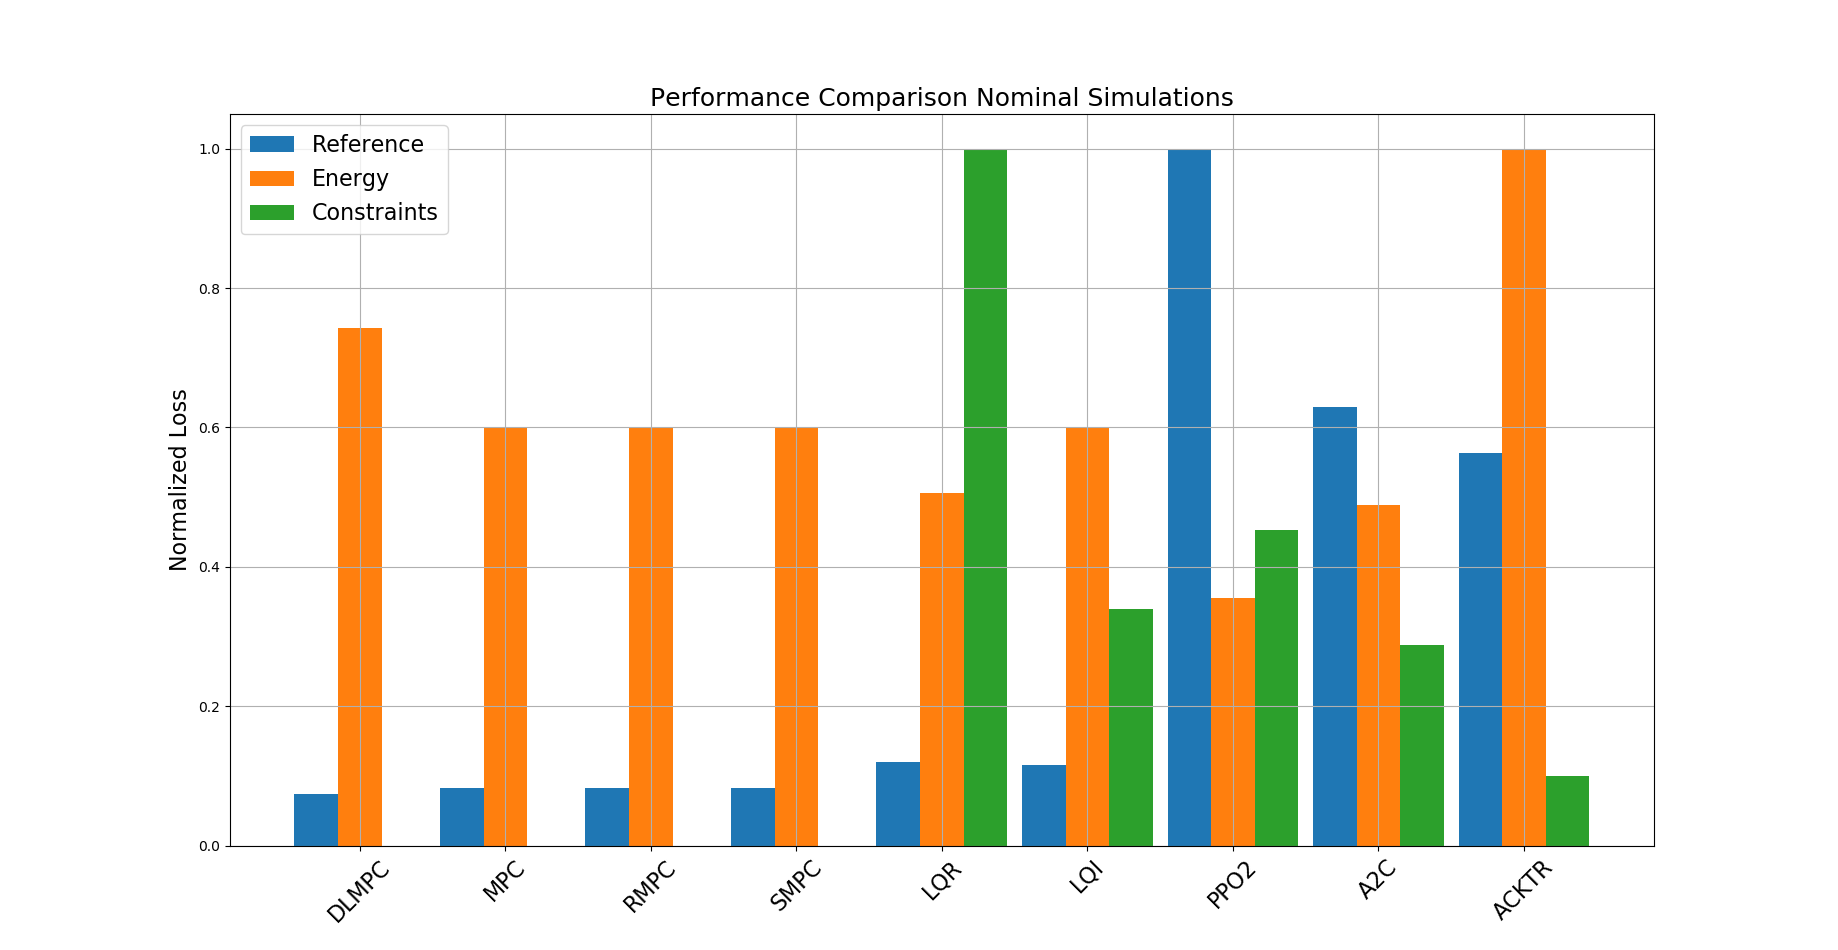 Performance Comparison Nominal Simulations
Reference
Energy
Constraints
Normalized Loss
1.0
0.8
0.6
0.4
0.2
0.0
DLMPC
MPC
RMPC
SMPC
LQR
LQI
PPO2
A2C
ACKTR